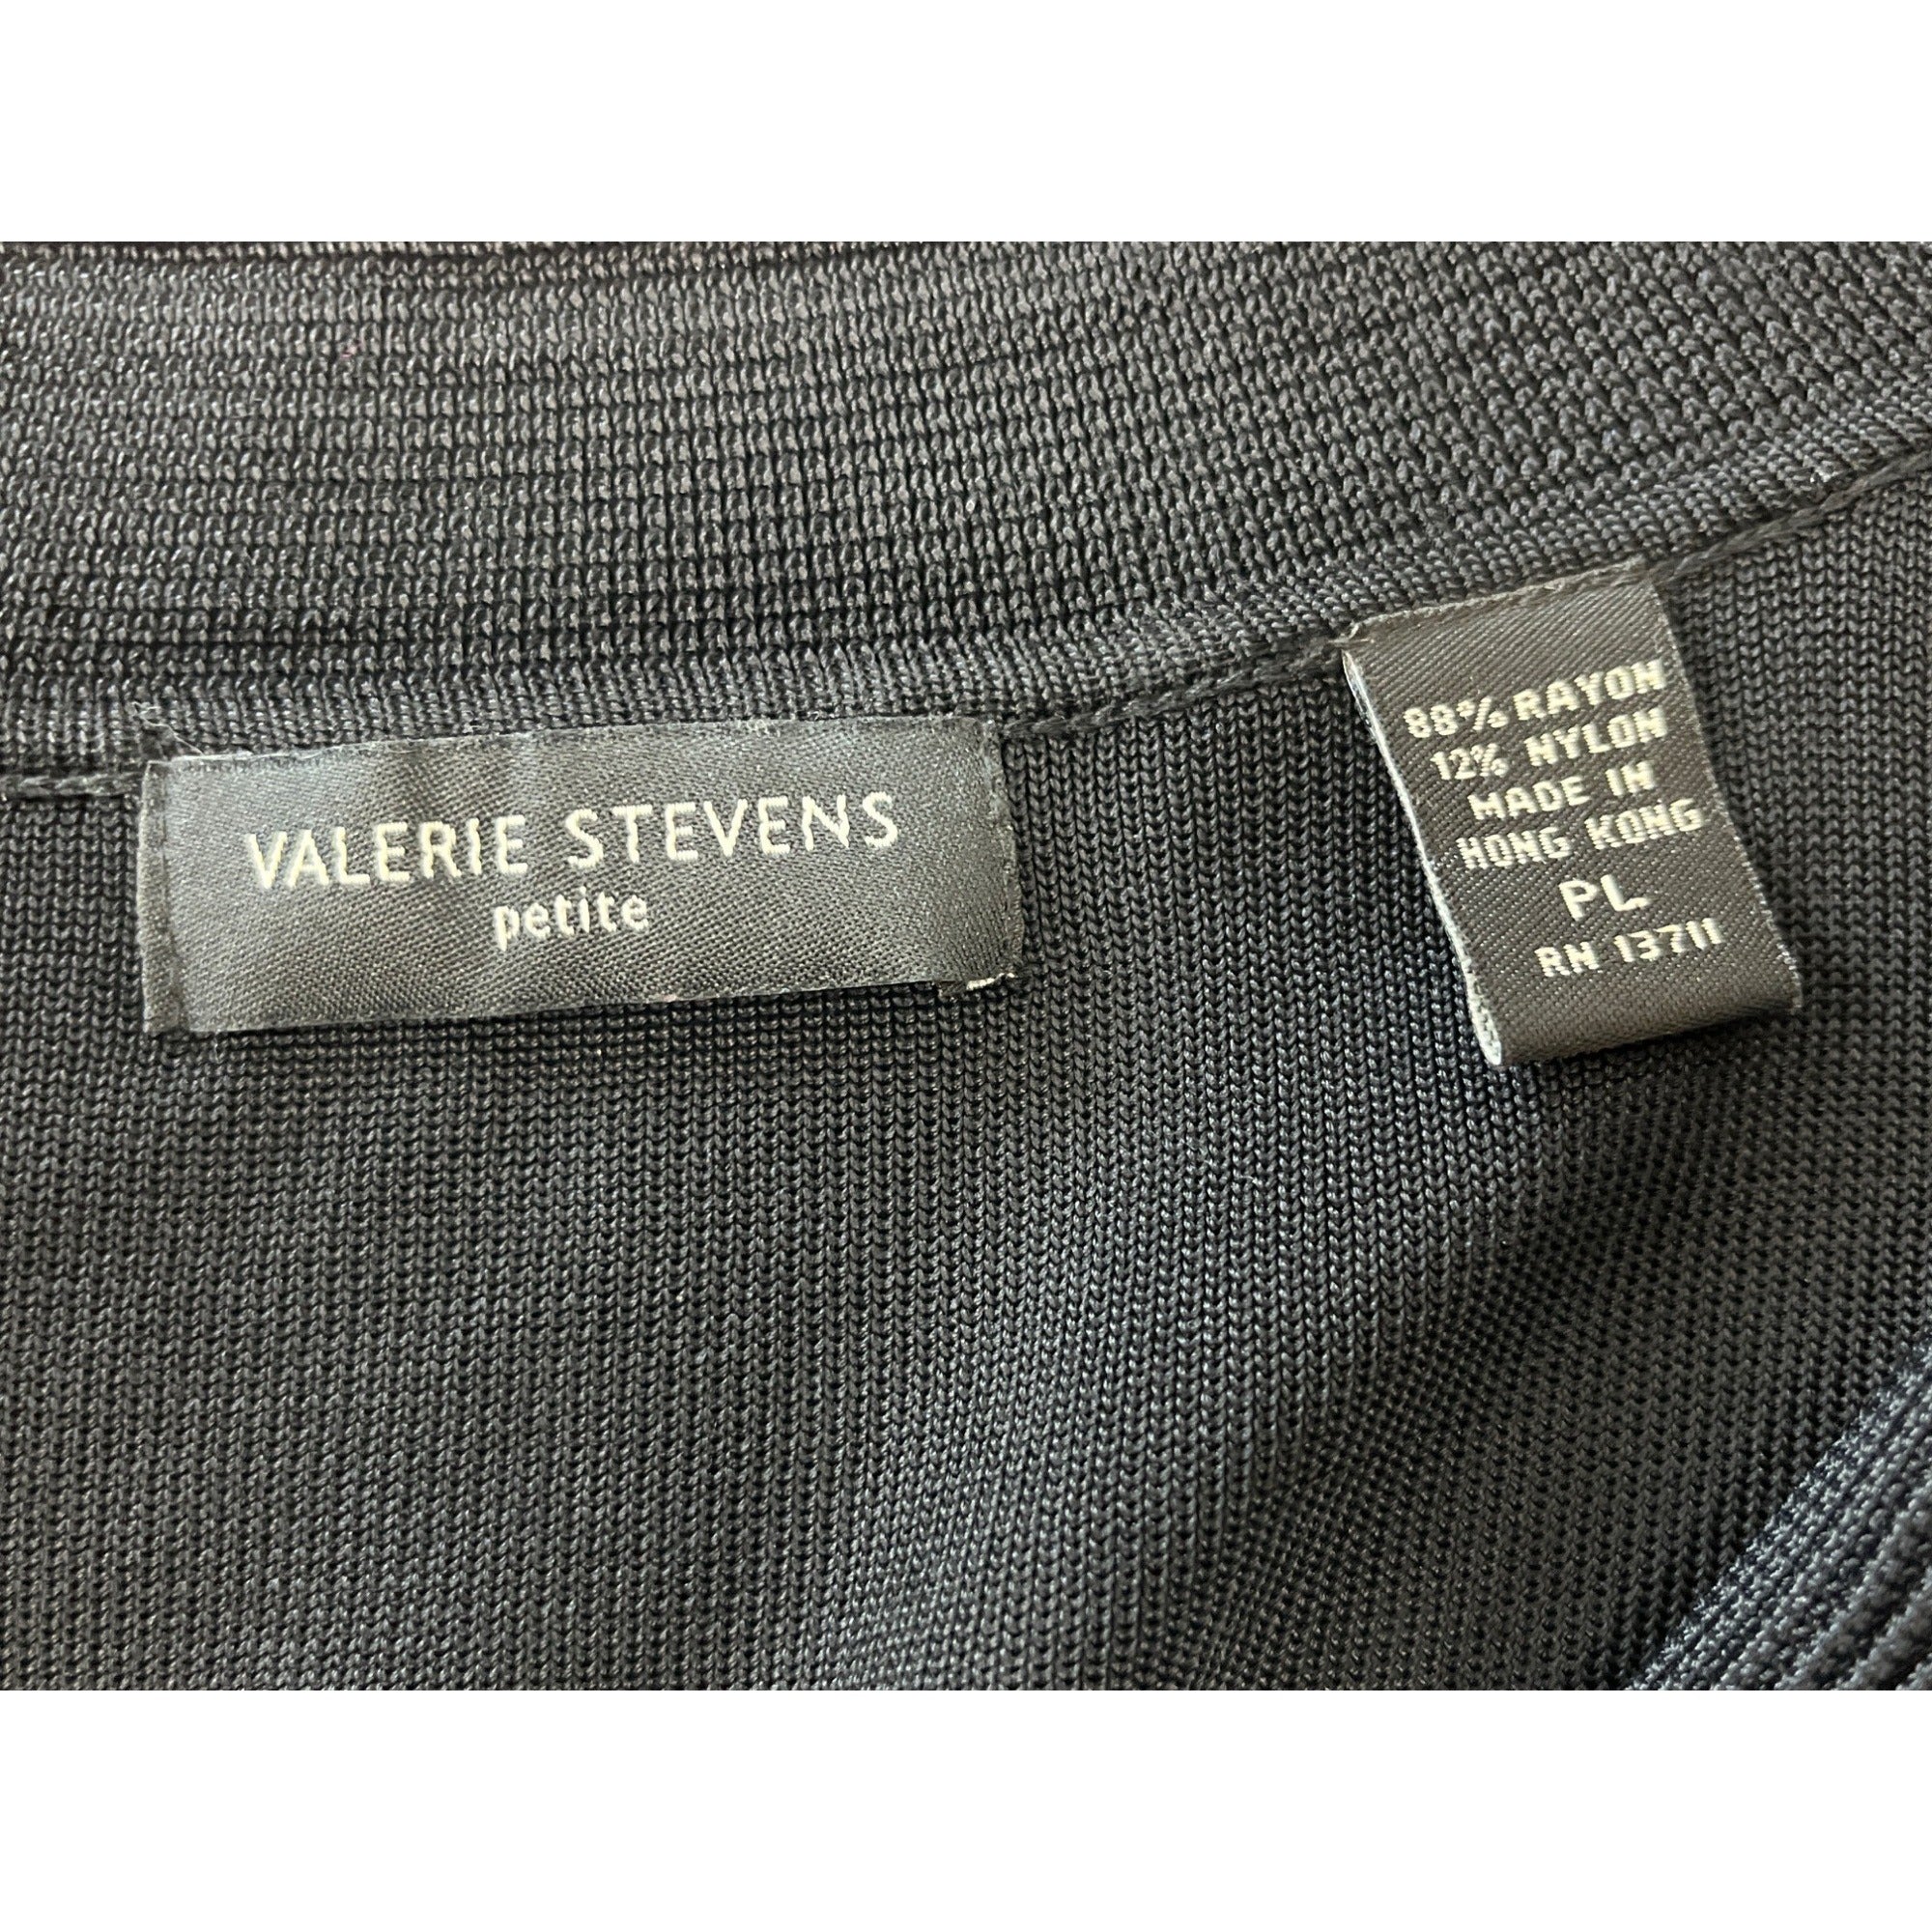 VALERIE STEVENS
petite
88% RAYON
12% NYLON
MADE IN
HONG KONG
PL
RN 13711